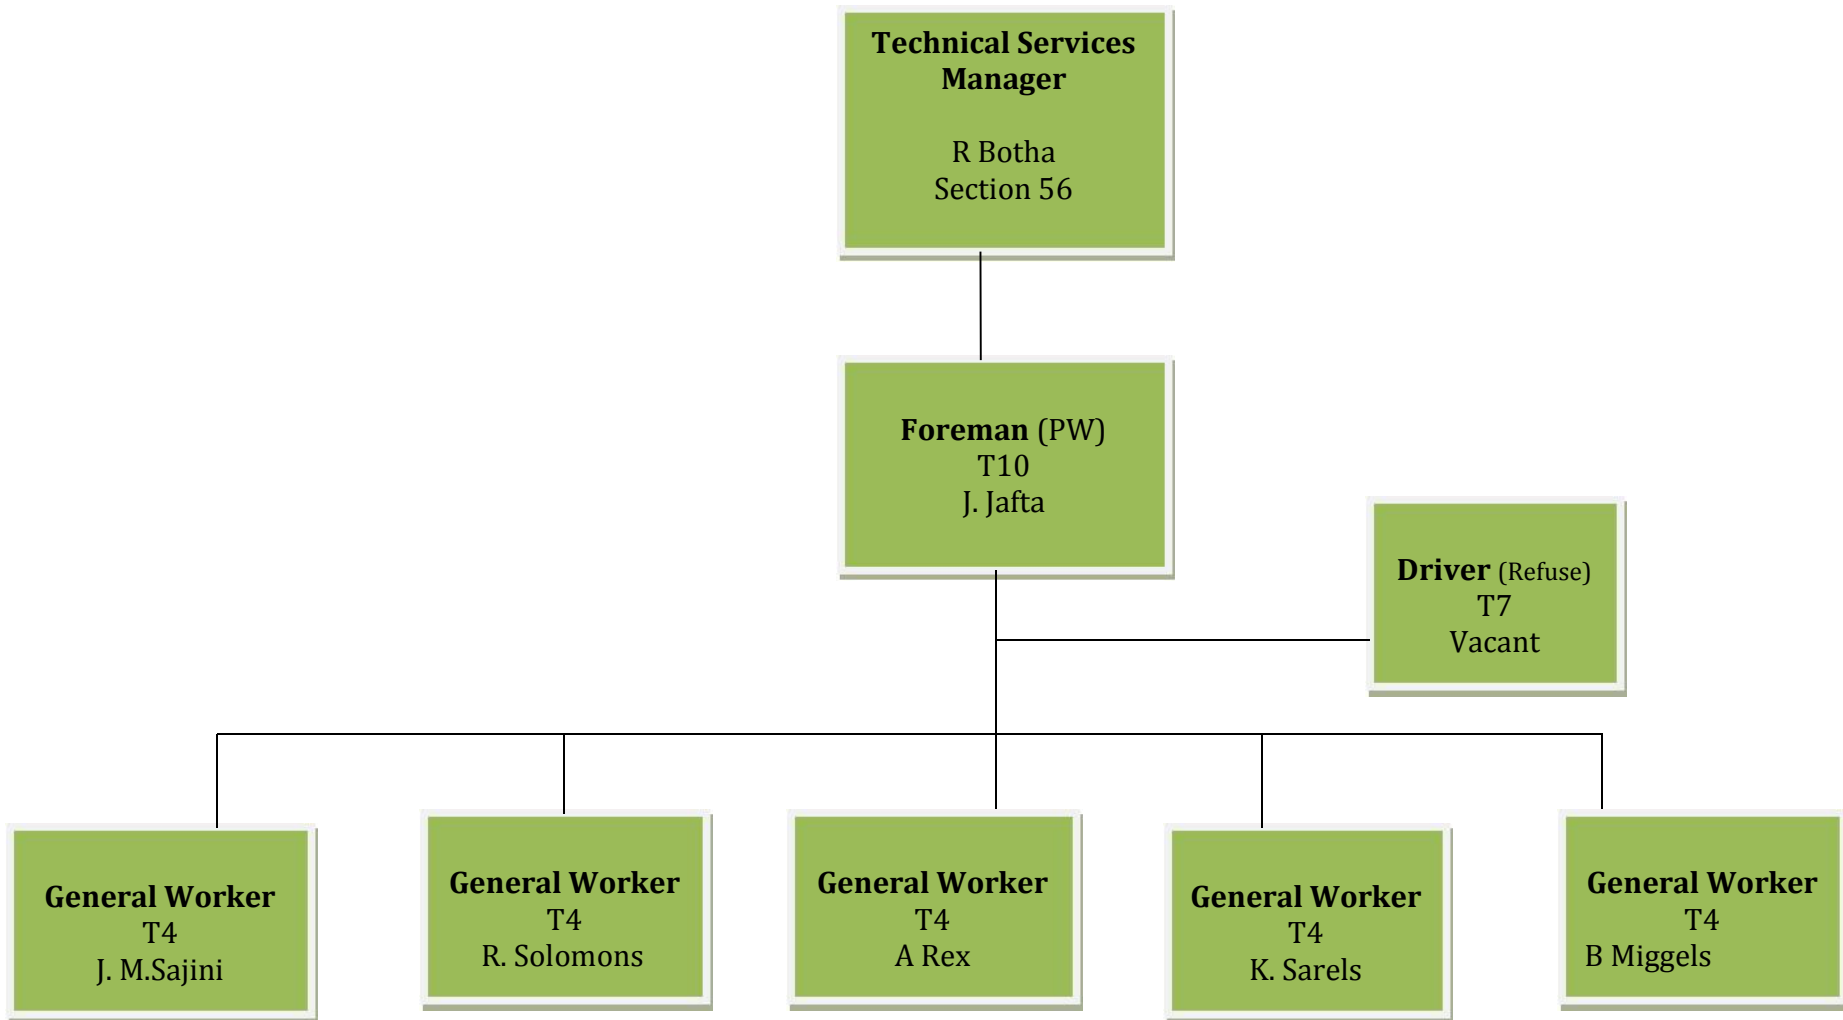 Technical Services
Manager
R Botha
Section 56
Foreman (PW)
T10
J. Jafta
Driver (Refuse)
T7
Vacant
General Worker
T4
J. M.Sajini
General Worker
T4
R. Solomons
General Worker
T4
A Rex
General Worker
T4
K. Sarels
General Worker
T4
B Miggels